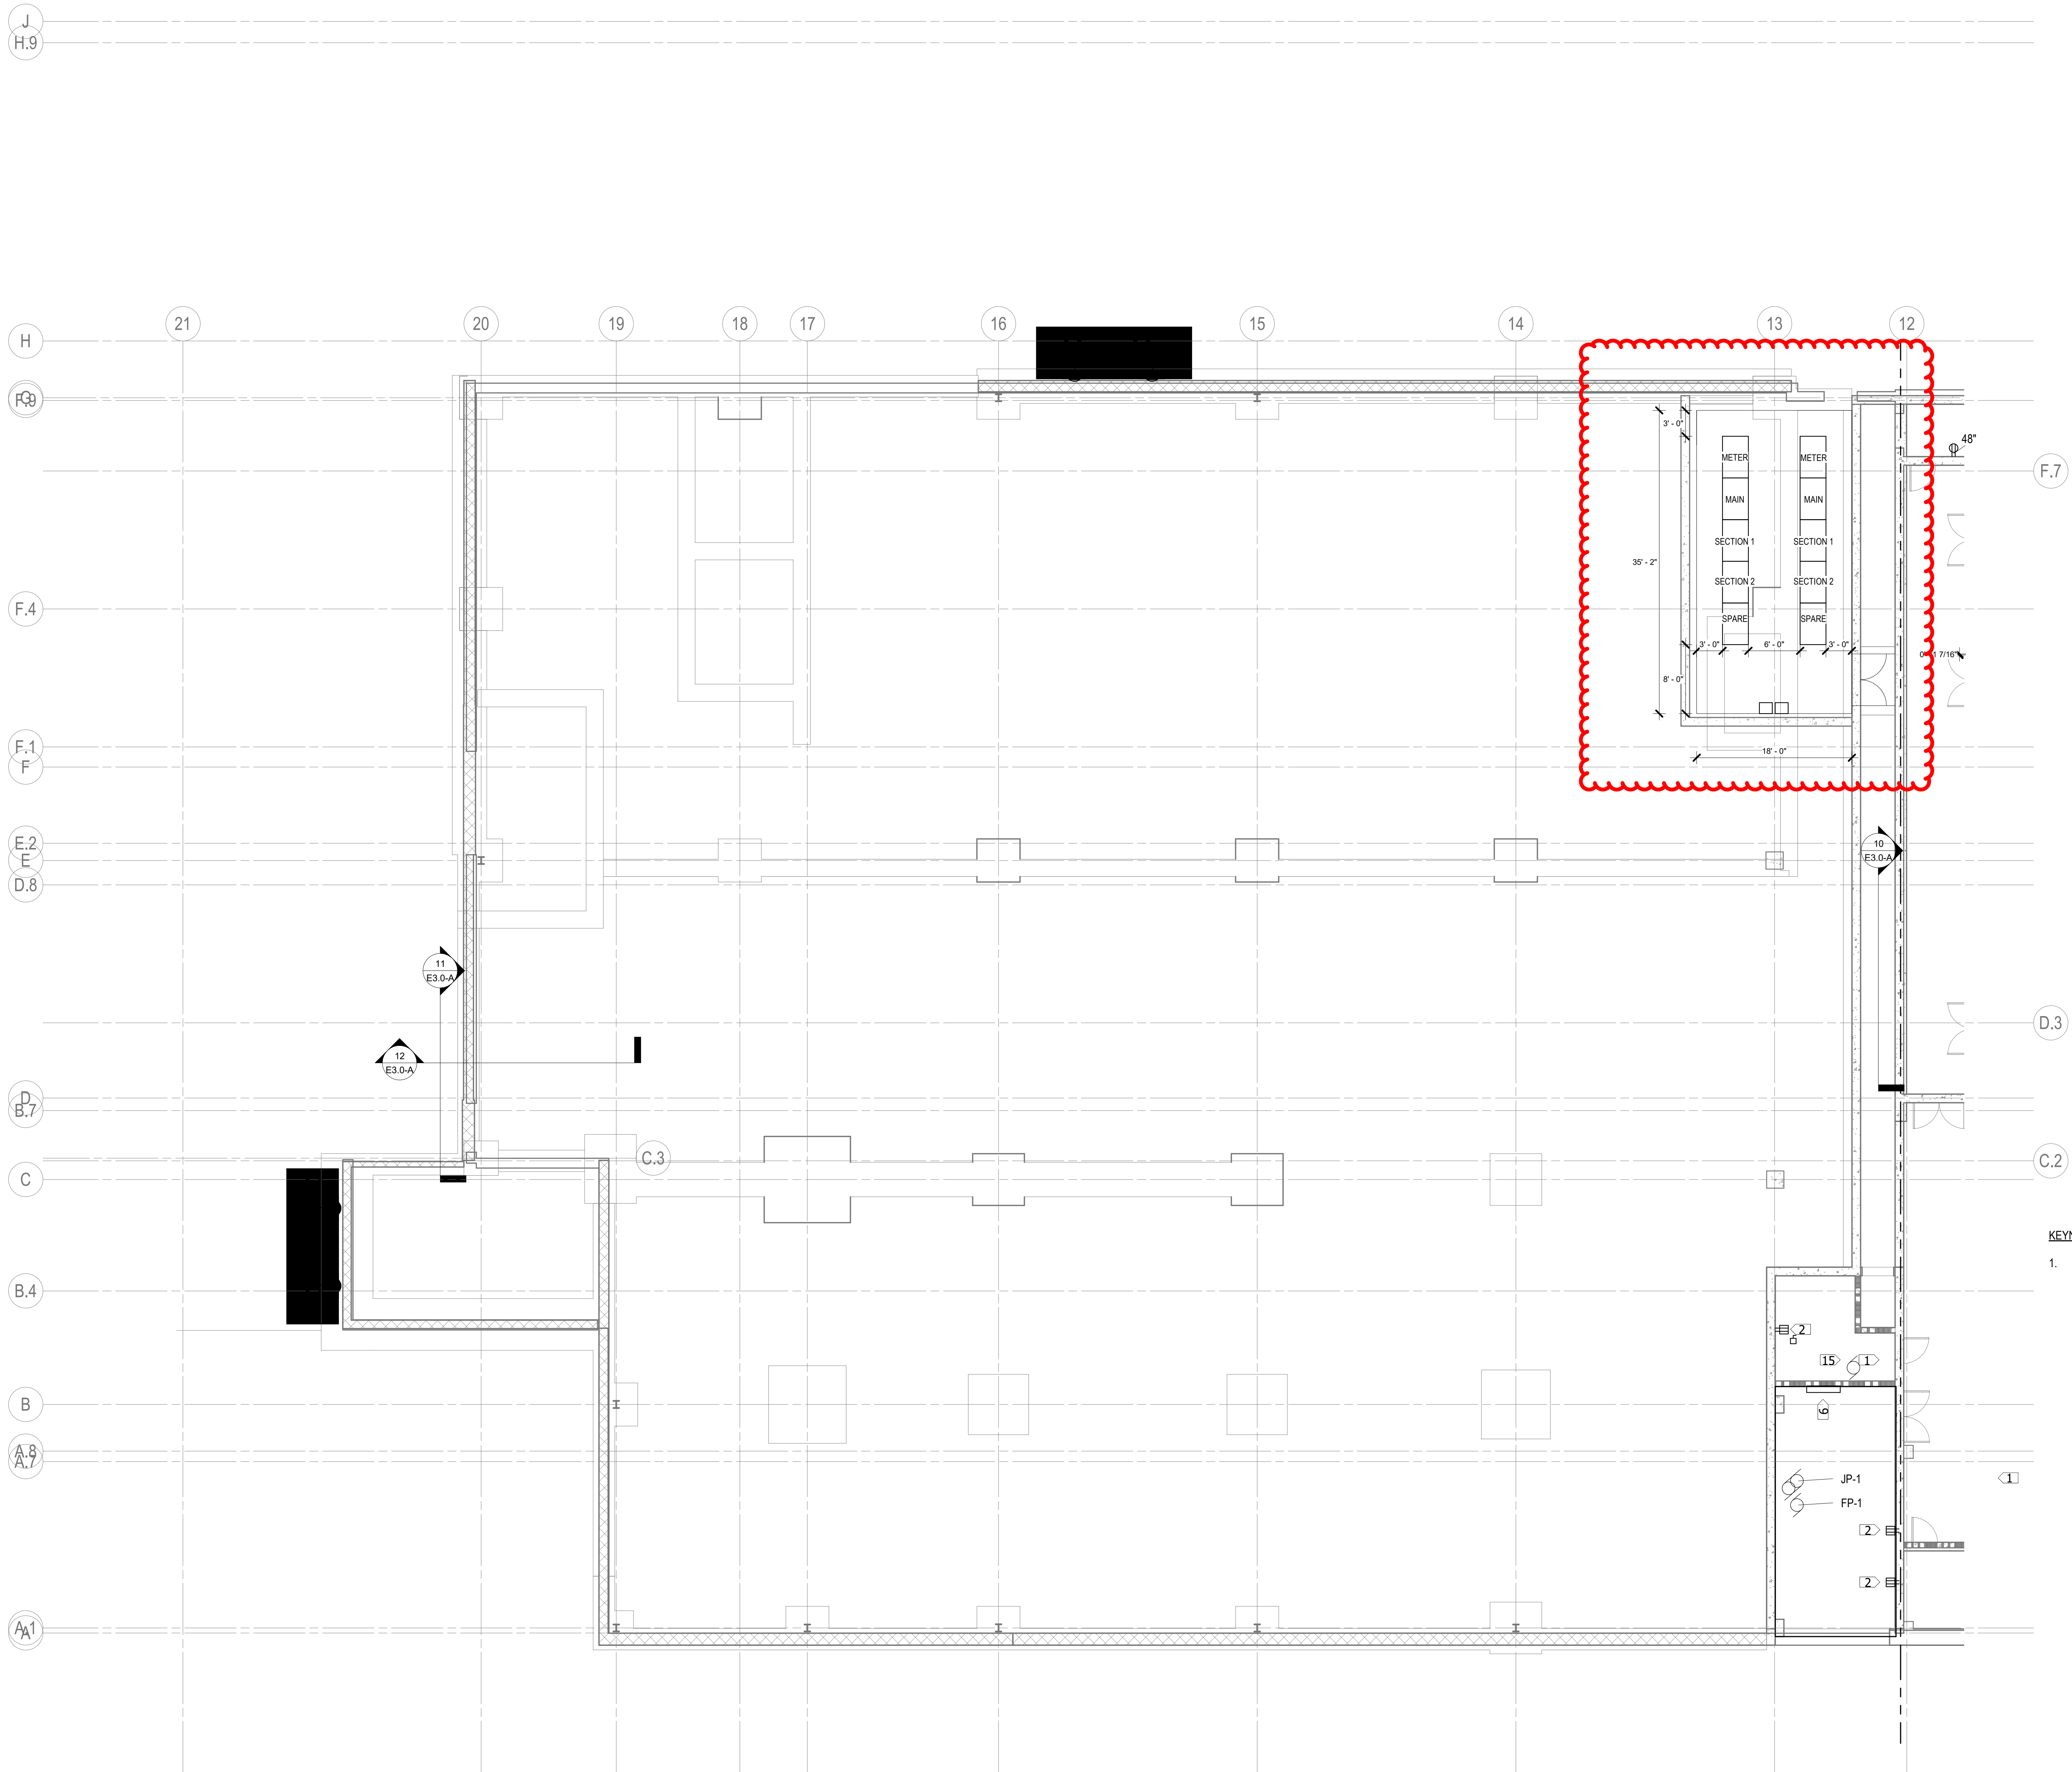 J
H.9
21
20
19
18
17
16
15
14
13
12
H
G
F.9
3' - 0"
48"
METER
METER
F.7
MAIN
MAIN
SECTION 1
SECTION 1
35' - 2"
SECTION 2
SECTION 2
F.4
SPARE
SPARE
3' - 0"
6' - 0"
3' - 0"
8' - 0"
F.1
18' - 0"
F
E.2
10
E3.0-A
E
D.8
11
E3.0-A
D.3
12
E3.0-A
D
B.7
C.3
C.2
C
KEYN
1.
B.4
2
15
1
B
6
A.8
A.7
JP-1
1
FP-1
2
2
A.1
A